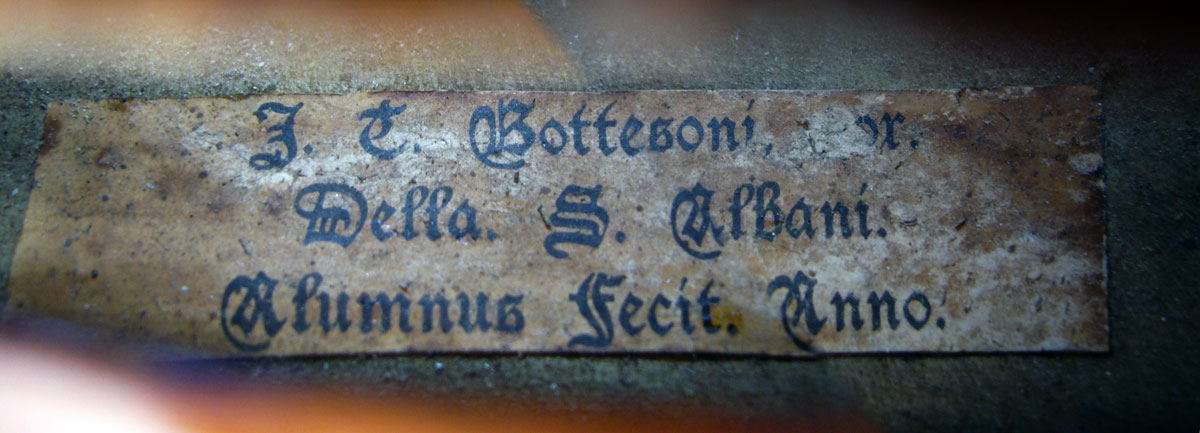 J. T. Bottesoni,
Della. S. Albani.
Alumnus Fecit. Anno.